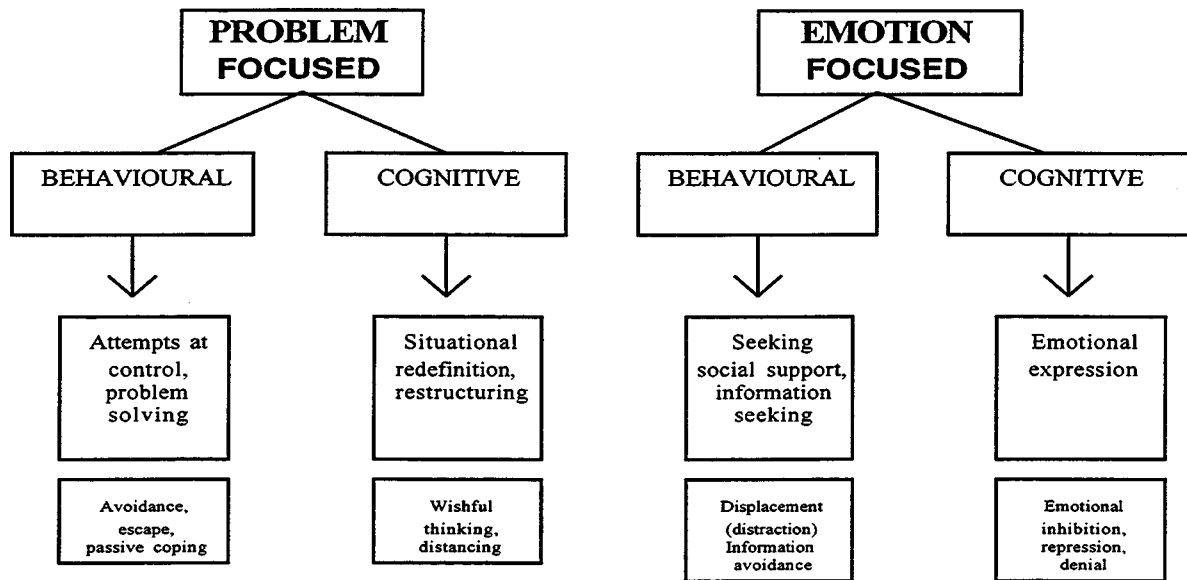 PROBLEM
FOCUSED
EMOTION
FOCUSED
BEHAVIOURAL
COGNITIVE
BEHAVIOURAL
COGNITIVE
Attempts at
control,
problem
solving
Situational
redefinition,
restructuring
Seeking
social support,
information
seeking
Emotional
expression
Avoidance,
escape,
passive coping
Wishful
thinking,
distancing
Displacement
(distraction)
Information
avoidance
Emotional
inhibition,
repression,
denial